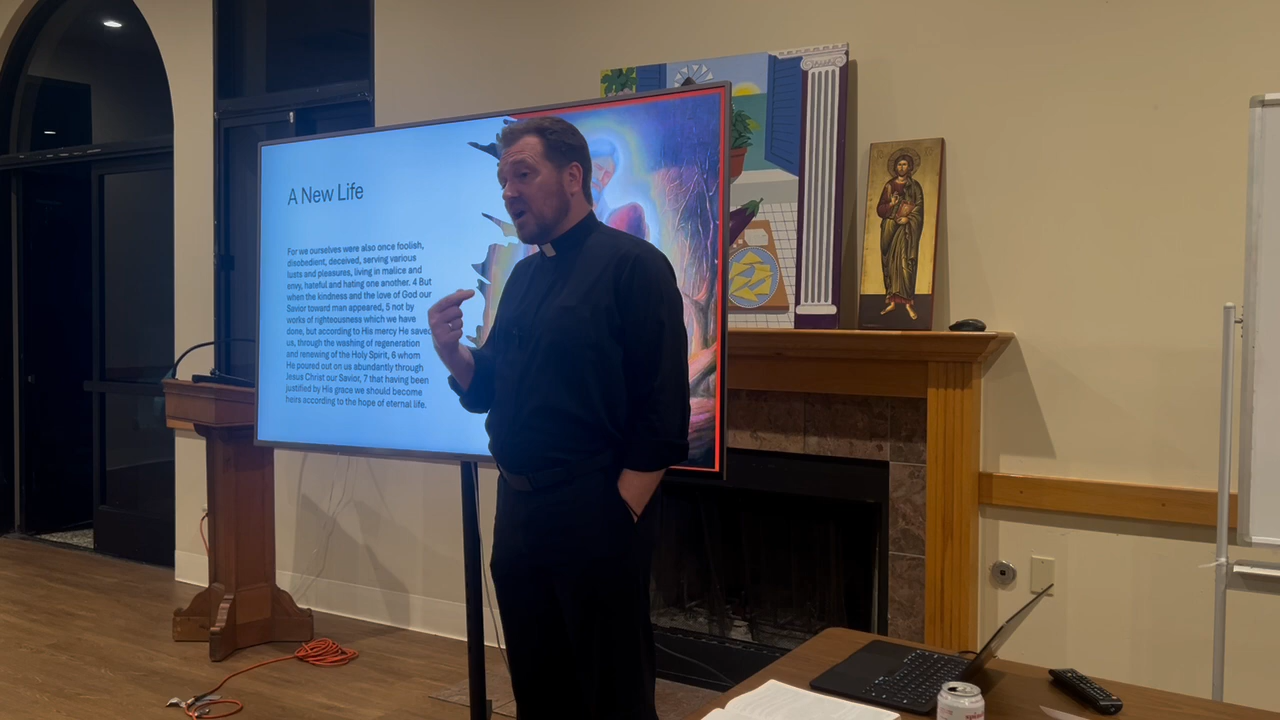 A New Life
For we ourselves were also once foolish,
disobedient, deceived, serving various
lusts and pleasures, living in malice and
envy, hateful and hating one another. 4 But
when the kindness and the love of God our
Savior toward man appeared, 5 not by
works of righteousness which we have
done, but according to His mercy He saved
us, through the washing of regeneration
and renewing of the Holy Spirit, 6 whom
He poured out on us abundantly through
Jesus Christ our Savior, 7 that having been
justified by His grace we should become
heirs according to the hope of eternal life.